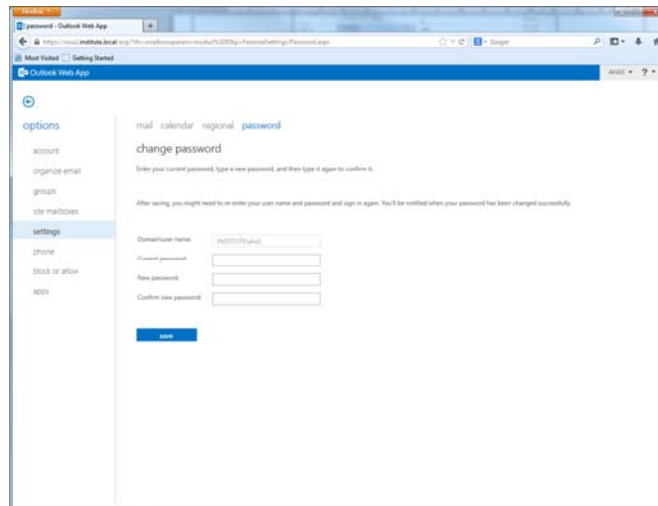 Firefox
password - Outlook Web App
institute.local
Google
Most Visited Getting Started
Outlook Web App
?
options
mail calendar regional password
account
change password
Enter your current password, type a new password, and then type it again to confirm it.
organize email
groups
After saving, you might need to re-enter your user name and password and sign in again. You'll be notified when your password has been changed successfully.
site mailboxes
settings
Domain\user name:
phone
Current password:
block or allow
New password:
apps
Confirm new password:
save